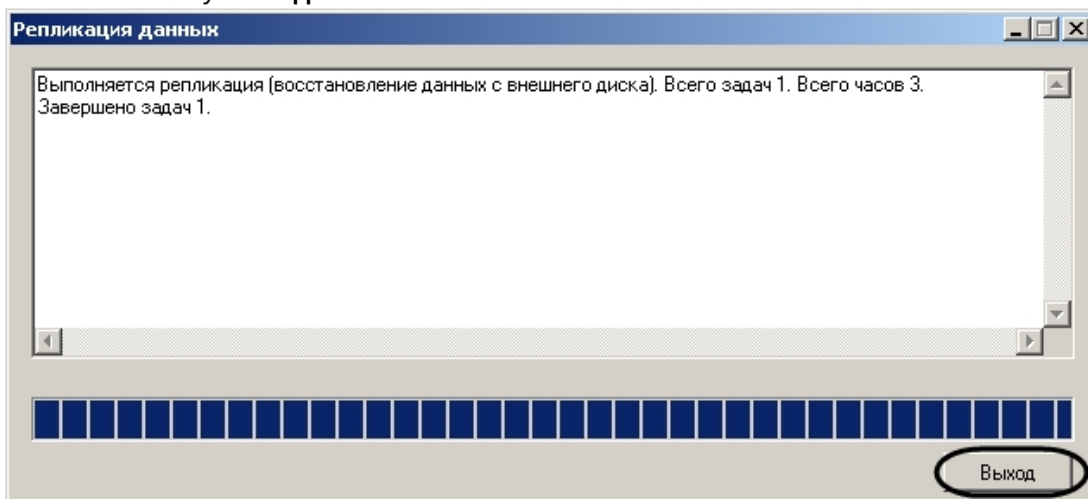 Репликация данных
Выполняется репликация (восстановление данных с внешнего диска). Всего задач 1. Всего часов 3.
Завершено задач 1.
Выход